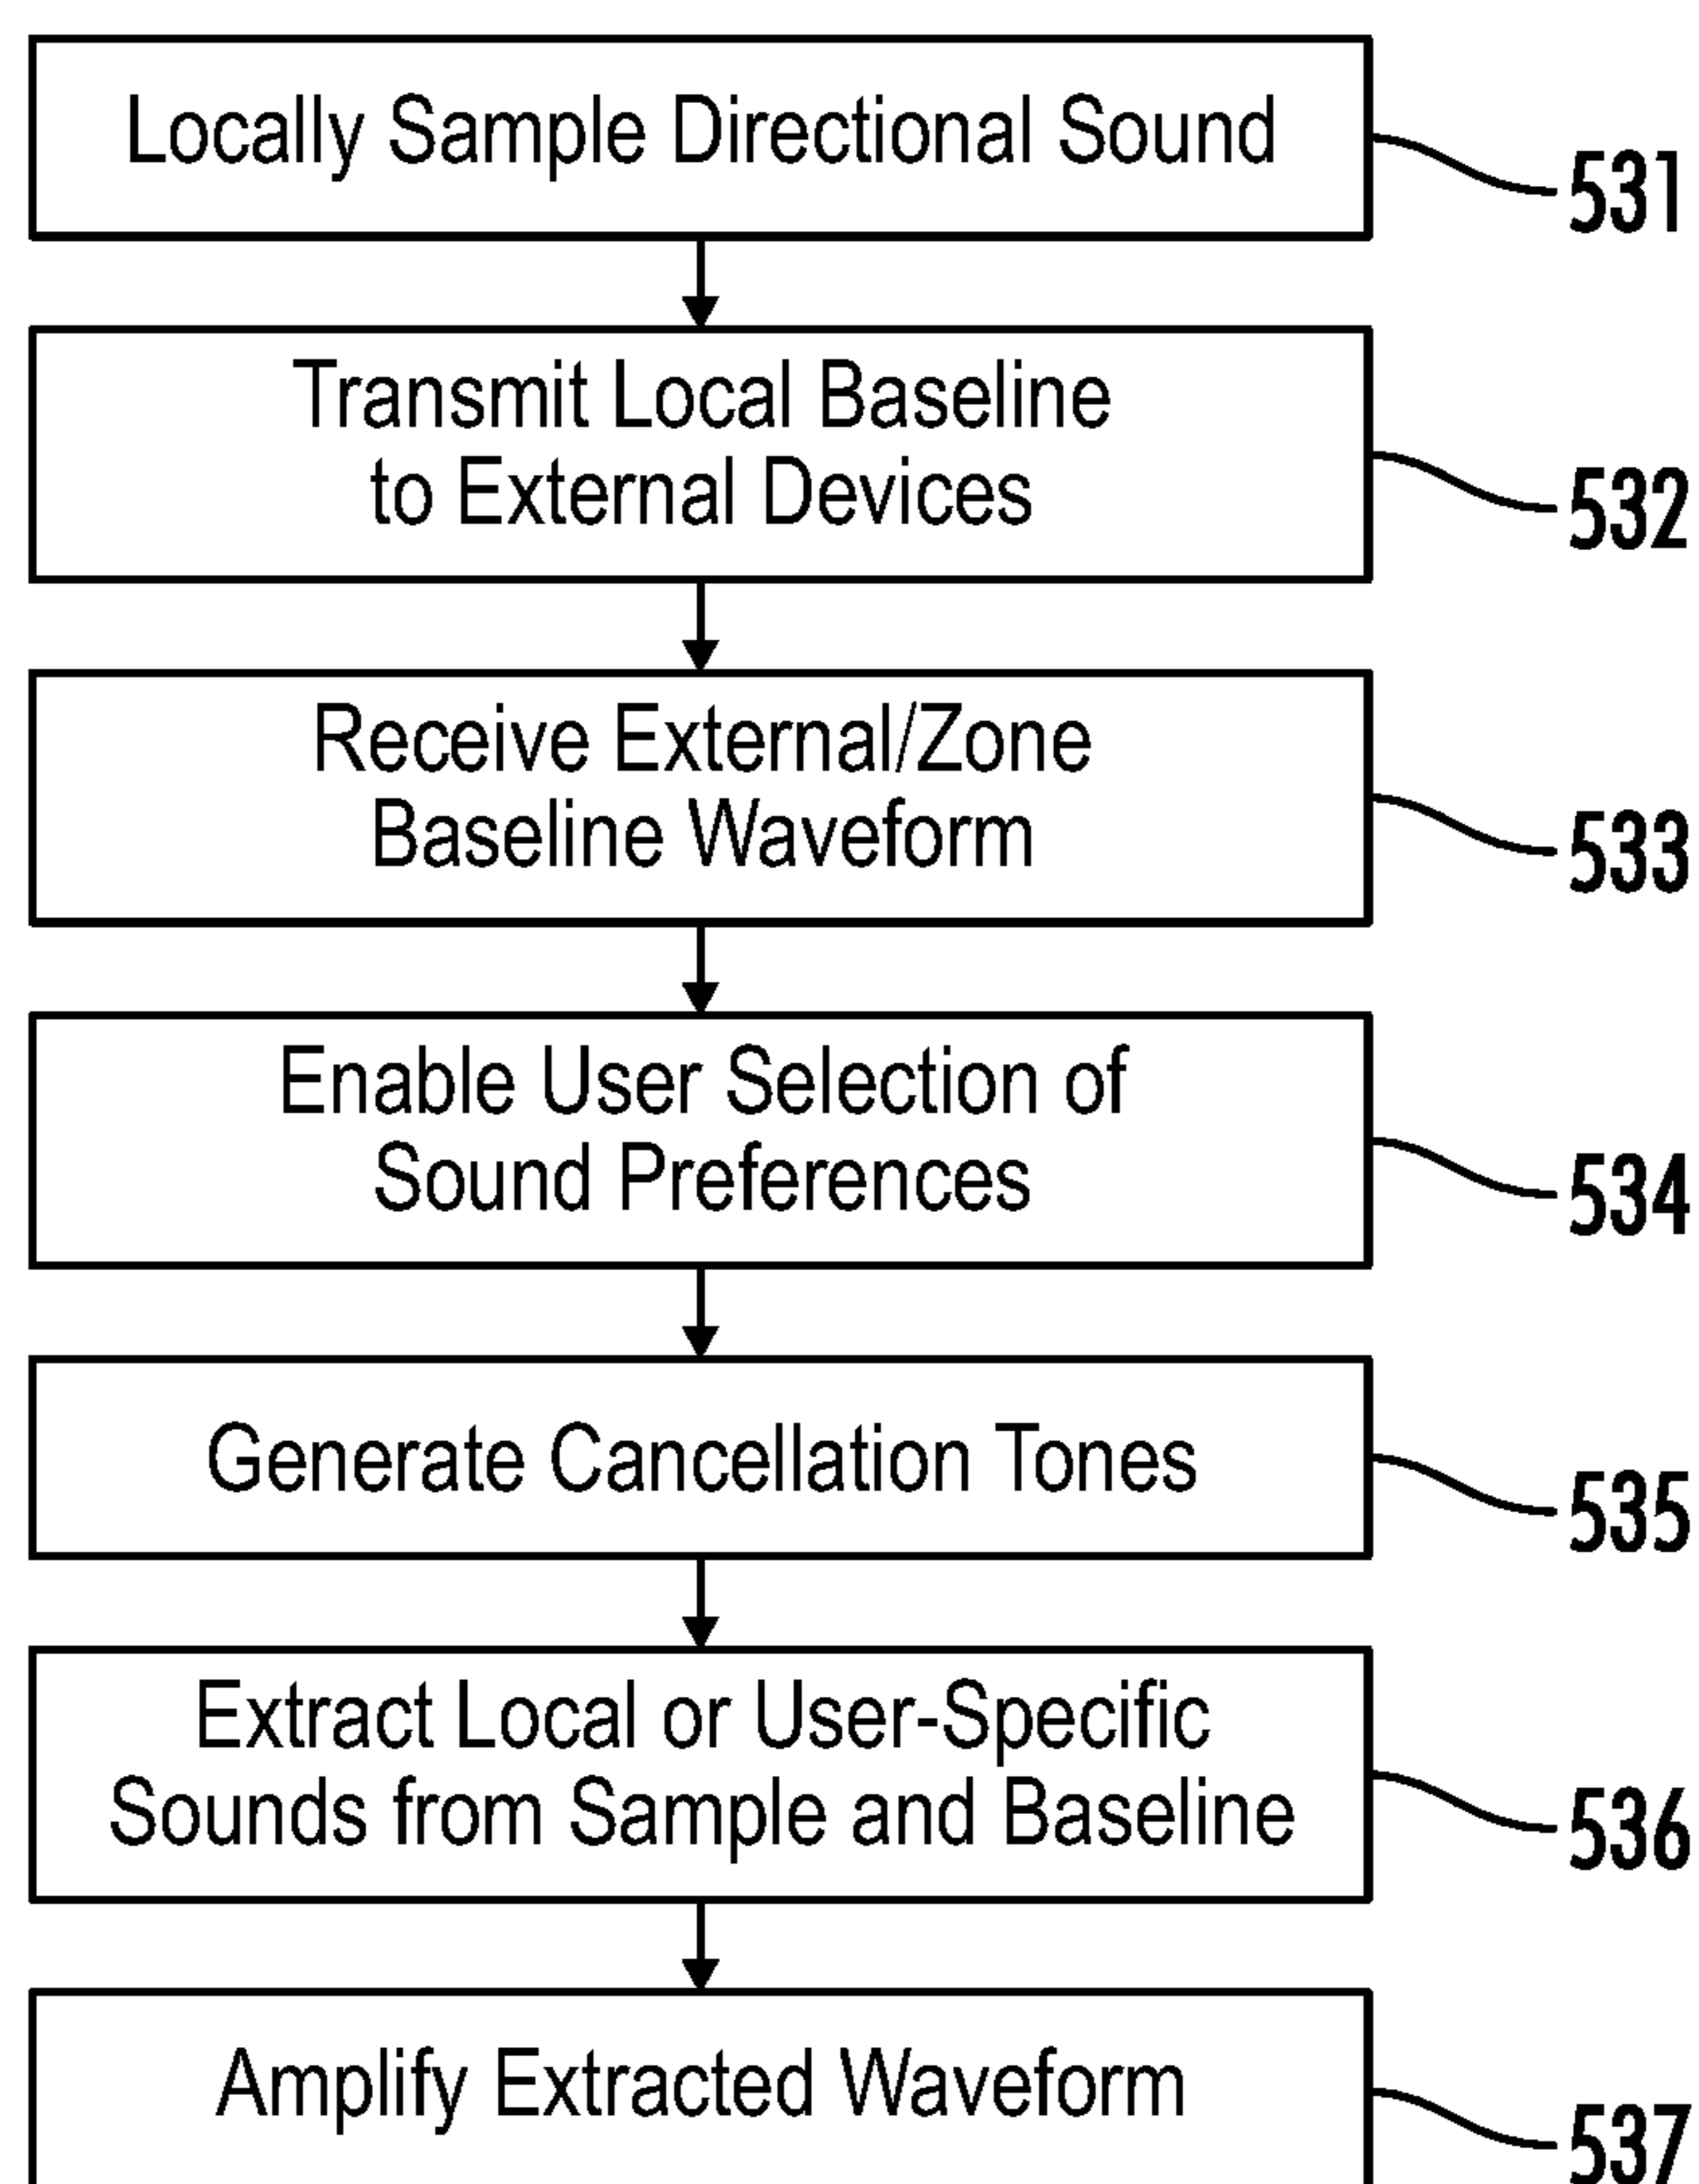 Locally Sample Directional Sound
531
Transmit Local Baseline
to External Devices
532
Receive External/Zone
Baseline Waveform
533
Enable User Selection of
Sound Preferences
534
Generate Cancellation Tones
535
Extract Local or User-Specific
Sounds from Sample and Baseline
536
Amplify Extracted Waveform
537